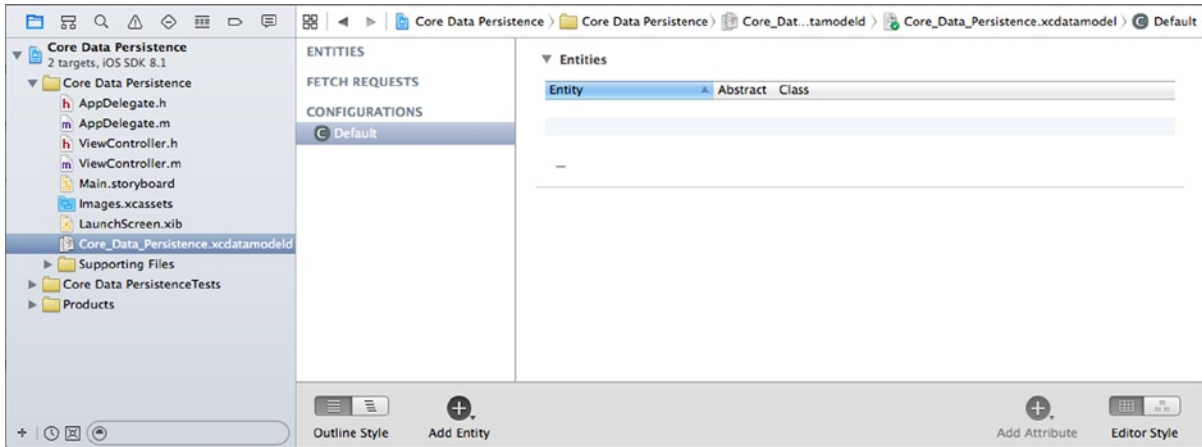 Core Data Persistence
2 targets, iOS SDK 8.1
Core Data Persistence
h AppDelegate.h
m AppDelegate.m
h ViewController.h
m ViewController.m
Main.storyboard
Images.xcassets
LaunchScreen.xib
Core_Data_Persistence.xcdatamodeld
Supporting Files
Core Data PersistenceTests
Products
Core Data Persistence Core Data Persistence Core_Dat...tamodeld Core_Data_Persistence.xcdatamodel C Default
ENTITIES
FETCH REQUESTS
CONFIGURATIONS
C Default
Entities
Entity Abstract Class
Outline Style
Add Entity
Add Attribute
Editor Style